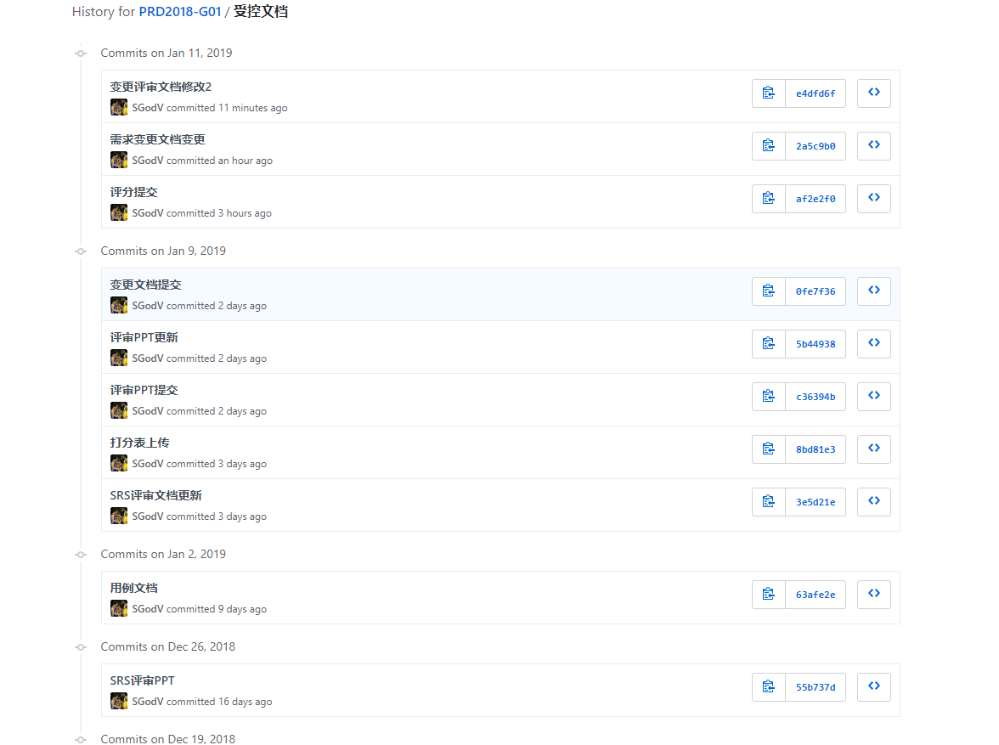 History for PRD2018-G01 / 受控文档
Commits on Jan 11, 2019
变更评审文档修改2
e4dfd6f
SGodV committed 11 minutes ago
需求变更文档变更
2a5c9b0
SGodV committed an hour ago
评分提交
af2e2f0
SGodV committed 3 hours ago
Commits on Jan 9, 2019
变更文档提交
0fe7f36
SGodV committed 2 days ago
评审PPT更新
5b44938
SGodV committed 2 days ago
评审PPT提交
c36394b
SGodV committed 2 days ago
打分表上传
8bd81e3
SGodV committed 3 days ago
SRS评审文档更新
3e5d21e
SGodV committed 3 days ago
Commits on Jan 2, 2019
用例文档
63afe2e
SGodV committed 9 days ago
Commits on Dec 26, 2018
SRS评审PPT
55b737d
SGodV committed 16 days ago
Commits on Dec 19, 2018